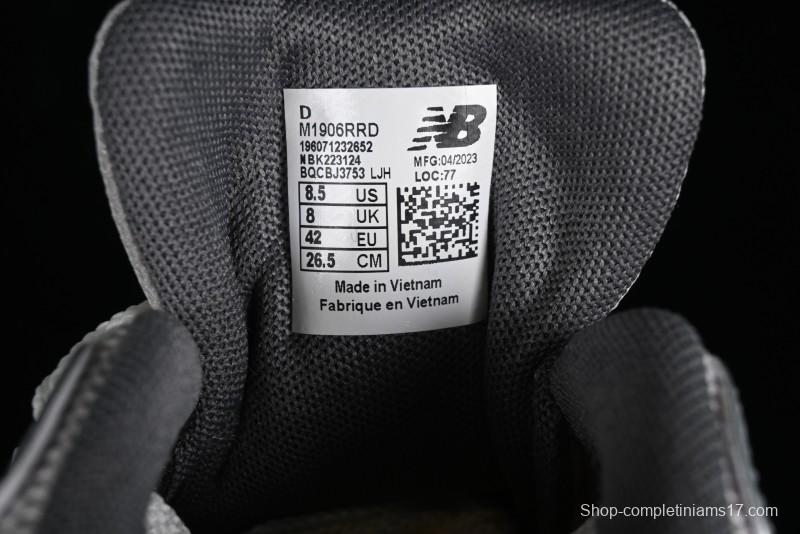 D
M1906RRD
196071232652
NBK223124
BQCBJ3753 LJH
NB
MFG:04/2023
LOC:77
8.5 US
8 UK
42 EU
26.5 CM
Made in Vietnam
Fabrique en Vietnam
Shop-completiniams17.com/